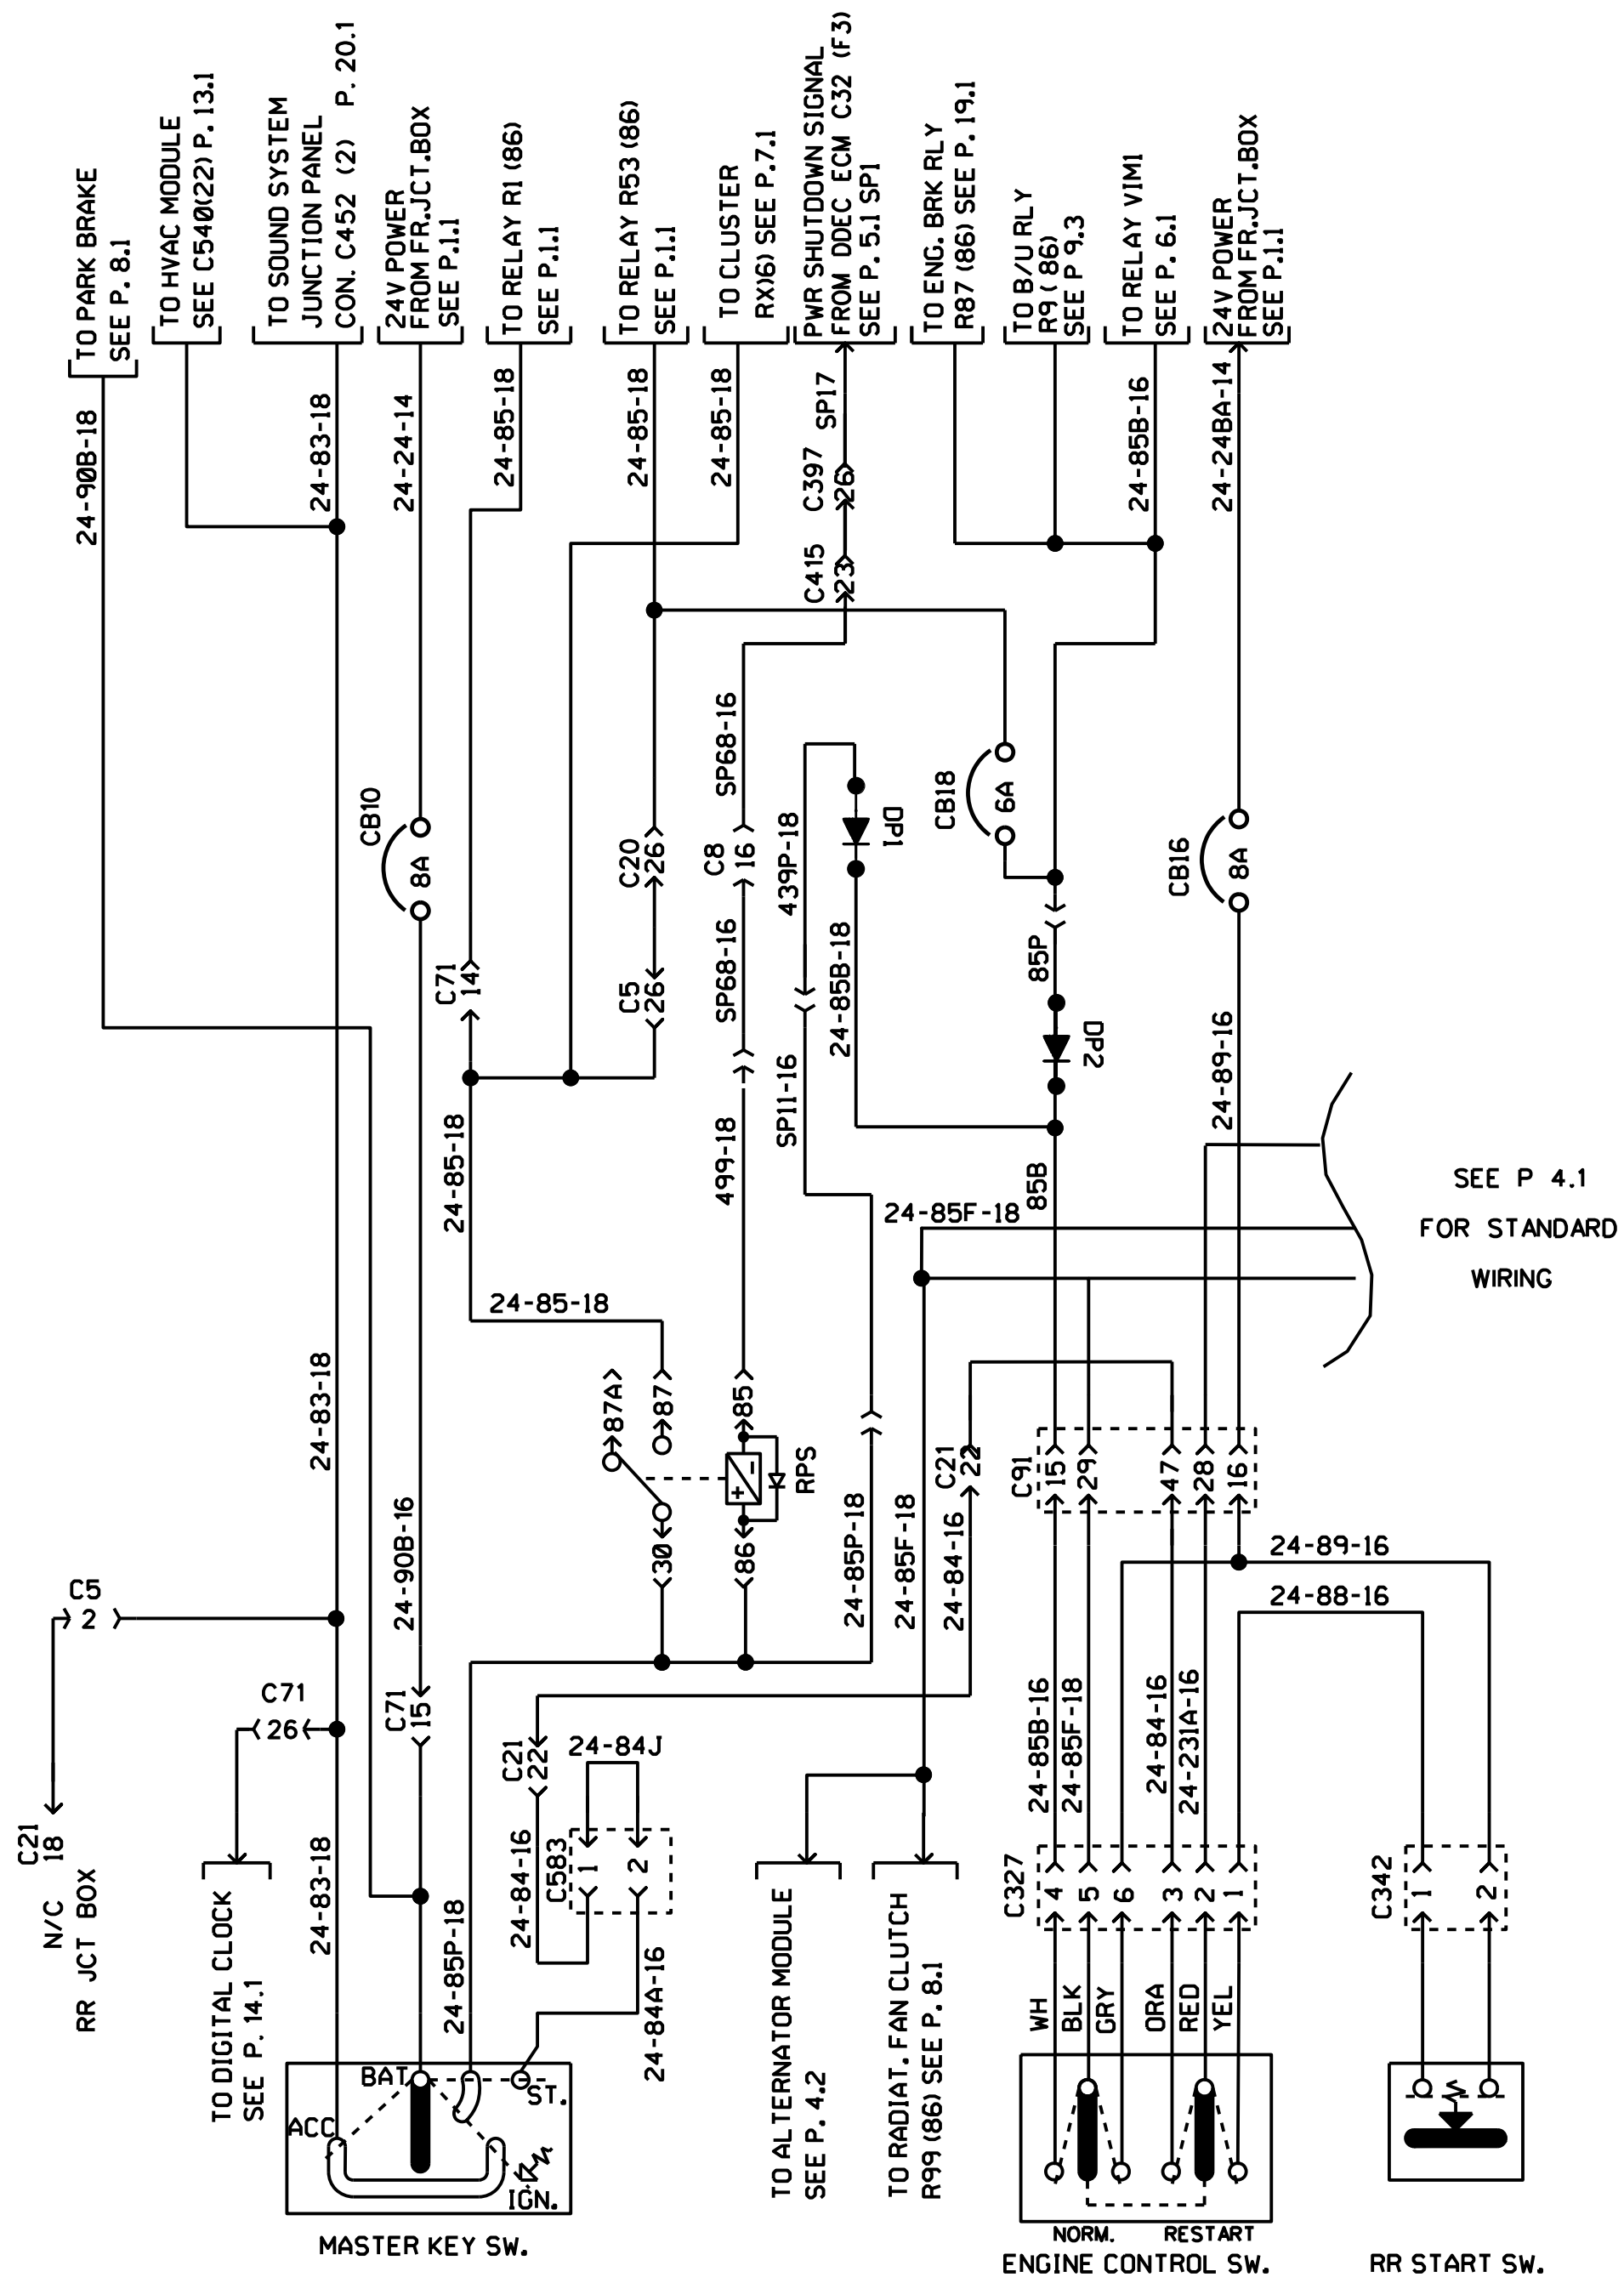 TO PARK BRAKE
SEE P. 8.1
TO HVAC MODULE
SEE C540(22) P. 13.1
TO SOUND SYSTEM
JUNCTION PANEL
CON. C452 (2) P. 20.1
24V POWER
FROM FR.JCT.BOX
SEE P.1.1
TO RELAY R1 (86)
SEE P.1.1
TO RELAY R53 (86)
SEE P.1.1
TO CLUSTER
RX)(6) SEE P.7.1
PWR SHUTDOWN SIGNAL
FROM DDEC ECM C32 (F3)
SEE P. 5.1 SP1
TO ENG. BRK RLY
R87 (86) SEE P. 19.1
TO B/U RLY
R9 ( 86)
SEE P 9.3
TO RELAY VIM1
SEE P. 6.1
24V POWER
FROM FR.JCT.BOX
SEE P.1.1
24-90B-18
24-83-18
24-24-14
24-85-18
24-85-18
24-85-18
SP17
C397
26
C415
23
24-85B-16
24-24BA-14
SP68-16
CB10
8A
C20
26
C8
16
439P-18
DP1
CB18
6A
CB16
8A
C71
14
C5
26
SP68-16
24-85B-18
85P
DP2
24-89-16
24-85-18
499-18
SP11-16
85B
24-85F-18
SEE P 4.1
FOR STANDARD
WIRING
24-85-18
24-83-18
87A
87
85
RPS
30
86
C21
22
C91
15
29
47
28
16
24-90B-16
24-85P-18
24-85F-18
24-84-16
24-89-16
24-88-16
C5
2
C71
26
C71
15
C21
22
24-84J
24-85B-16
24-85F-18
24-84-16
24-231A-16
C21
18
N/C
RR JCT BOX
24-83-18
24-85P-18
24-84-16
C583
1
2
24-84A-16
C327
4
5
6
3
2
1
C342
1
2
TO DIGITAL CLOCK
SEE P. 14.1
TO ALTERNATOR MODULE
SEE P. 4.2
TO RADIAT. FAN CLUTCH
R99 (86) SEE P. 8.1
WH
BLK
GRY
ORA
RED
YEL
BAT
ST.
ACC
IGN.
MASTER KEY SW.
NORM.
RESTART
ENGINE CONTROL SW.
RR START SW.